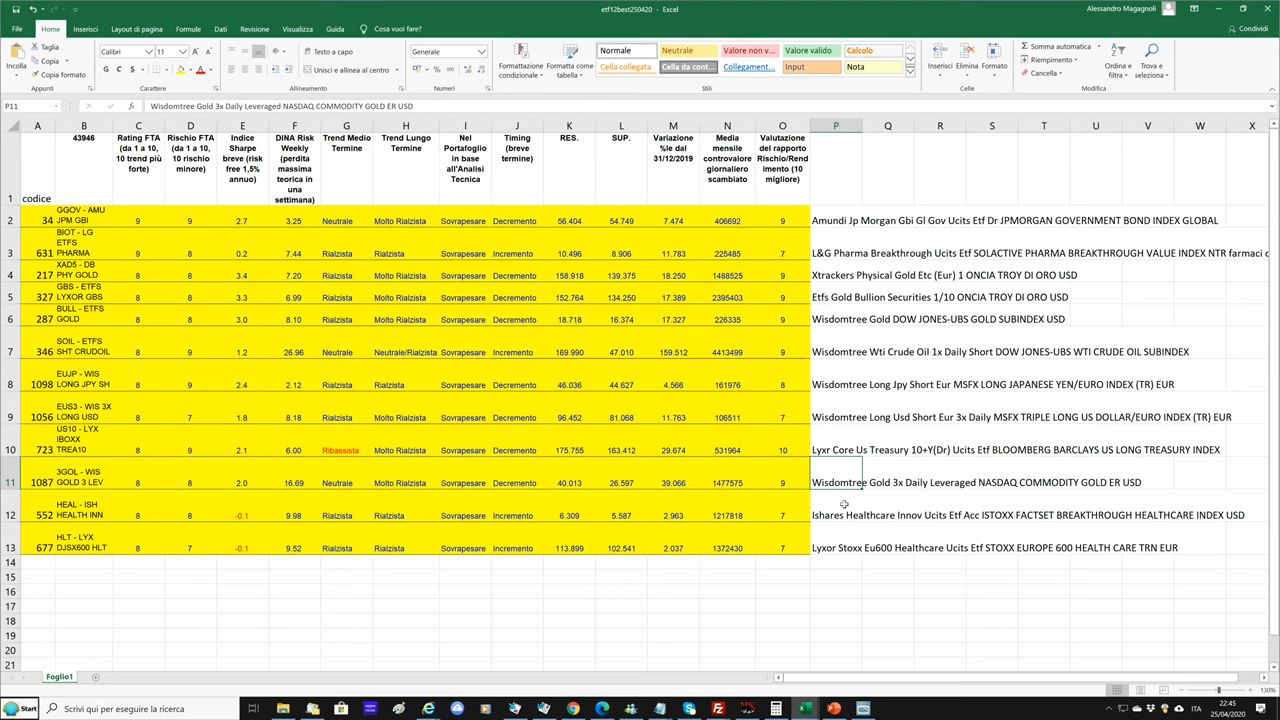 etf12best250420 - Excel
Alessandro Magagnoli
File Home Inserisci Layout di pagina Formule Dati Revisione Visualizza Guida Cosa vuoi fare? Condividi
Incolla
Taglia
Copia
Copia formato
Appunti
Calibri 11
G C S
Carattere
Testo a capo
Unisci e allinea al centro
Allineamento
Generale
Numeri
Formattazione condizionale
Formatta come tabella
Normale Neutrale Valore non v... Valore valido Calcolo
Cella collegata Cella da cont... Collegament... Input Nota
Stili
Inserisci Elimina Formato
Celle
Somma automatica
Riempimento
Cancella
Ordina e filtra
Trova e seleziona
Modifica
P11 fx Wisdomtree Gold 3x Daily Leveraged NASDAQ COMMODITY GOLD ER USD
A B C D E F G H I J K L M N O P Q R S T U V W X
1 codice 43946 Rating FTA (da 1 a 10, 10 trend più forte) Rischio FTA (da 1 a 10, 10 rischio minore) Indice Sharpe breve (risk free 1,5% annuo) DINA Risk Weekly (perdita massima teorica in una settimana) Trend Medio Termine Trend Lungo Termine Nel Portafoglio in base all'Analisi Tecnica Timing (breve termine) RES. SUP. Variazione %le dal 31/12/2019 Media mensile controvalore giornaliero scambiato Valutazione del rapporto Rischio/Rendimento (10 migliore)
2 34 GGOV - AMU JPM GBI 9 9 2.7 3.25 Neutrale Molto Rialzista Sovrapesare Decremento 56.404 54.749 7.474 406692 9 Amundi Jp Morgan Gbi Gl Gov Ucits Etf Dr JPMORGAN GOVERNMENT BOND INDEX GLOBAL
3 631 BIOT - LG ETFS PHARMA 9 8 0.2 7.44 Rialzista Rialzista Sovrapesare Incremento 10.496 8.906 11.783 225485 7 L&G Pharma Breakthrough Ucits Etf SOLACTIVE PHARMA BREAKTHROUGH VALUE INDEX NTR farmaci
4 217 XAD5 - DB PHY GOLD 8 8 3.4 7.20 Rialzista Molto Rialzista Sovrapesare Decremento 158.918 139.375 18.250 1488525 9 Xtrackers Physical Gold Etc (Eur) 1 ONCIA TROY DI ORO USD
5 327 GBS - ETFS LYXOR GBS 8 8 3.3 6.99 Rialzista Molto Rialzista Sovrapesare Decremento 152.764 134.250 17.389 2395403 9 Etfs Gold Bullion Securities 1/10 ONCIA TROY DI ORO USD
6 287 BULL - ETFS GOLD 8 8 3.0 8.10 Rialzista Molto Rialzista Sovrapesare Decremento 18.718 16.374 17.327 226335 9 Wisdomtree Gold DOW JONES-UBS GOLD SUBINDEX USD
7 346 SOIL - ETFS SHT CRUDOIL 8 9 1.2 26.96 Neutrale Neutrale/Rialzista Sovrapesare Incremento 169.990 47.010 159.512 4413499 9 Wisdomtree Wti Crude Oil 1x Daily Short DOW JONES-UBS WTI CRUDE OIL SUBINDEX
8 1098 EUJP - WIS LONG JPY SH 8 9 2.4 2.12 Rialzista Molto Rialzista Sovrapesare Decremento 46.036 44.627 4.566 161976 8 Wisdomtree Long Jpy Short Eur MSFX LONG JAPANESE YEN/EURO INDEX (TR) EUR
9 1056 EUS3 - WIS 3X LONG USD 8 7 1.8 8.18 Rialzista Molto Rialzista Sovrapesare Decremento 96.452 81.068 11.763 106511 7 Wisdomtree Long Usd Short Eur 3x Daily MSFX TRIPLE LONG US DOLLAR/EURO INDEX (TR) EUR
10 723 US10 - LYX IBOXX TREA10 8 9 2.1 6.00 Ribassista Molto Rialzista Sovrapesare Decremento 175.755 163.412 29.674 531964 10 Lyxr Core Us Treasury 10+Y(Dr) Ucits Etf BLOOMBERG BARCLAYS US LONG TREASURY INDEX
11 1087 3GOL - WIS GOLD 3 LEV 8 8 2.0 16.69 Rialzista Molto Rialzista Sovrapesare Decremento 40.013 26.597 39.066 1477575 9 Wisdomtree Gold 3x Daily Leveraged NASDAQ COMMODITY GOLD ER USD
12 552 HEAL - ISH HEALTH INN 8 8 -0.1 9.98 Rialzista Molto Rialzista Sovrapesare Incremento 6.309 5.587 2.963 1217818 7 Ishares Healthcare Innov Ucits Etf Acc ISTOXX FACTSET BREAKTHROUGH HEALTHCARE INDEX USD
13 677 HLT - LYX DJSX600 HLT 8 7 -0.1 9.52 Rialzista Rialzista Sovrapesare Incremento 113.899 102.541 2.037 1372430 7 Lyxor Stoxx Eu600 Healthcare Ucits Etf STOXX EUROPE 600 HEALTH CARE TRN EUR
14
15
16
17
18
19
20
21
Foglio1
130%
Start Scrivi qui per eseguire la ricerca ITA 22:45
25/04/2020